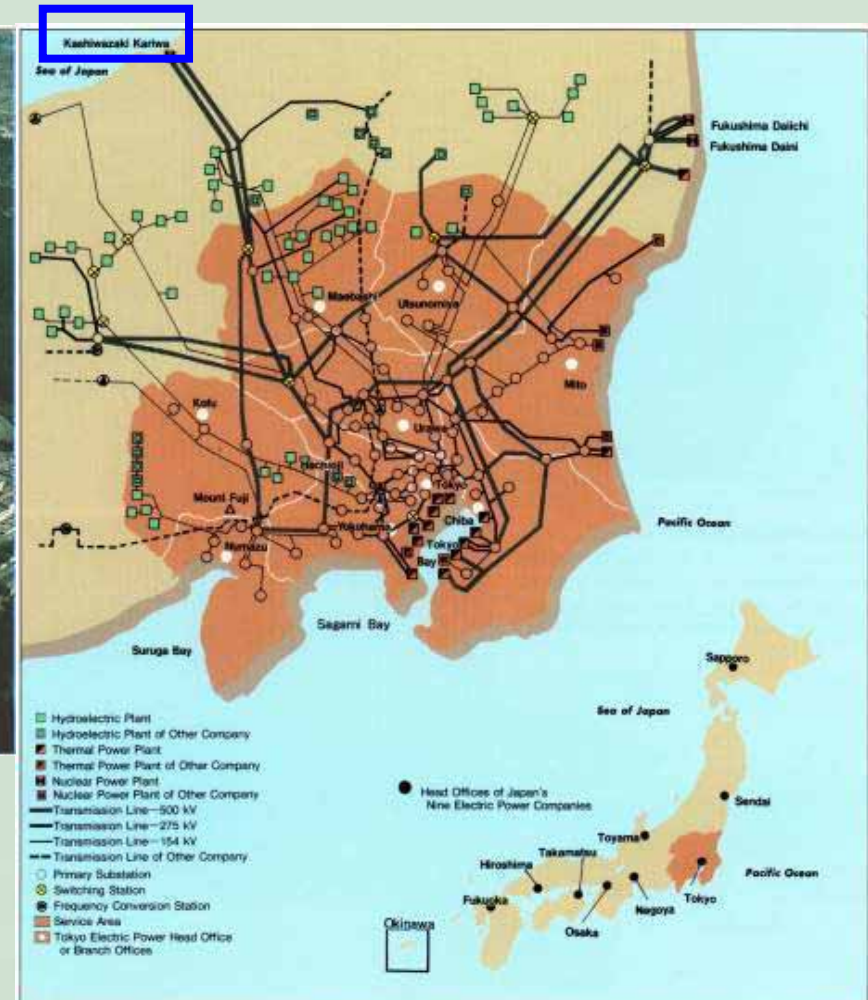 Kashiwazaki Kariwa
Sea of Japan
Fukushima Daiichi
Fukushima Daini
Maebashi
Utsunomiya
Mito
Kofu
Urawa
Hachioji
Mount Fuji
Tokyo
Pacific Ocean
Yokohama
Chiba
Numazu
Tokyo
Bay
Sagami Bay
Suruga Bay
Hydroelectric Plant
Hydroelectric Plant of Other Company
Thermal Power Plant
Thermal Power Plant of Other Company
Nuclear Power Plant
Nuclear Power Plant of Other Company
Transmission Line—500 kV
Transmission Line—275 kV
Transmission Line—154 kV
Transmission Line of Other Company
Primary Substation
Switching Station
Frequency Conversion Station
Service Area
Tokyo Electric Power Head Office
or Branch Offices
Head Offices of Japan's
Nine Electric Power Companies
Sapporo
Sea of Japan
Sendai
Toyama
Takamatsu
Hiroshima
Pacific Ocean
Fukuoka
Tokyo
Nagoya
Osaka
Okinawa